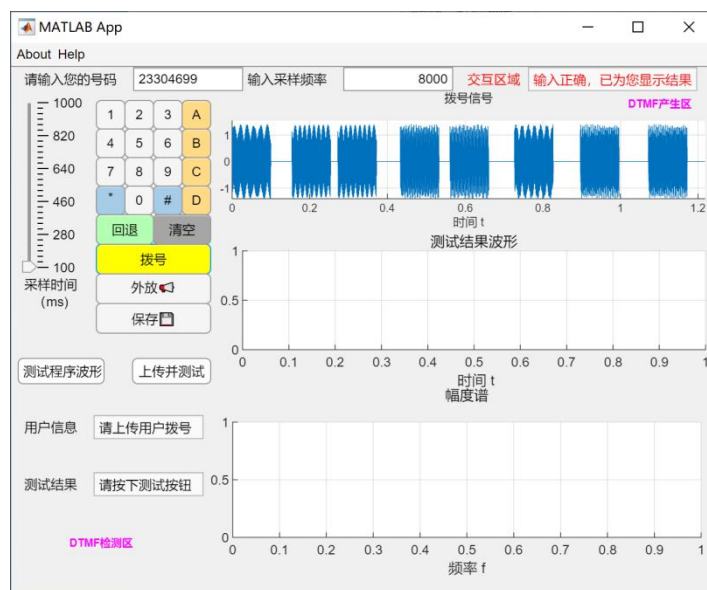 MATLAB App
About Help
请输入您的号码 23304699 输入采样频率 8000 交互区域 输入正确，已为您显示结果
拨号信号 DTMF产生区
1000
820
640
460
280
100
采样时间
(ms)
1 2 3 A
4 5 6 B
7 8 9 C
* 0 # D
回退 清空
拨号
外放
保存
1
0
-1
0 0.2 0.4 0.6 0.8 1 1.2
时间 t
测试结果波形
1
0.5
0
0 0.1 0.2 0.3 0.4 0.5 0.6 0.7 0.8 0.9 1
时间 t
测试程序波形 上传并测试
幅度谱
用户信息 请上传用户拨号
测试结果 请按下测试按钮
DTMF检测区
1
0.5
0
0 0.1 0.2 0.3 0.4 0.5 0.6 0.7 0.8 0.9 1
频率 f